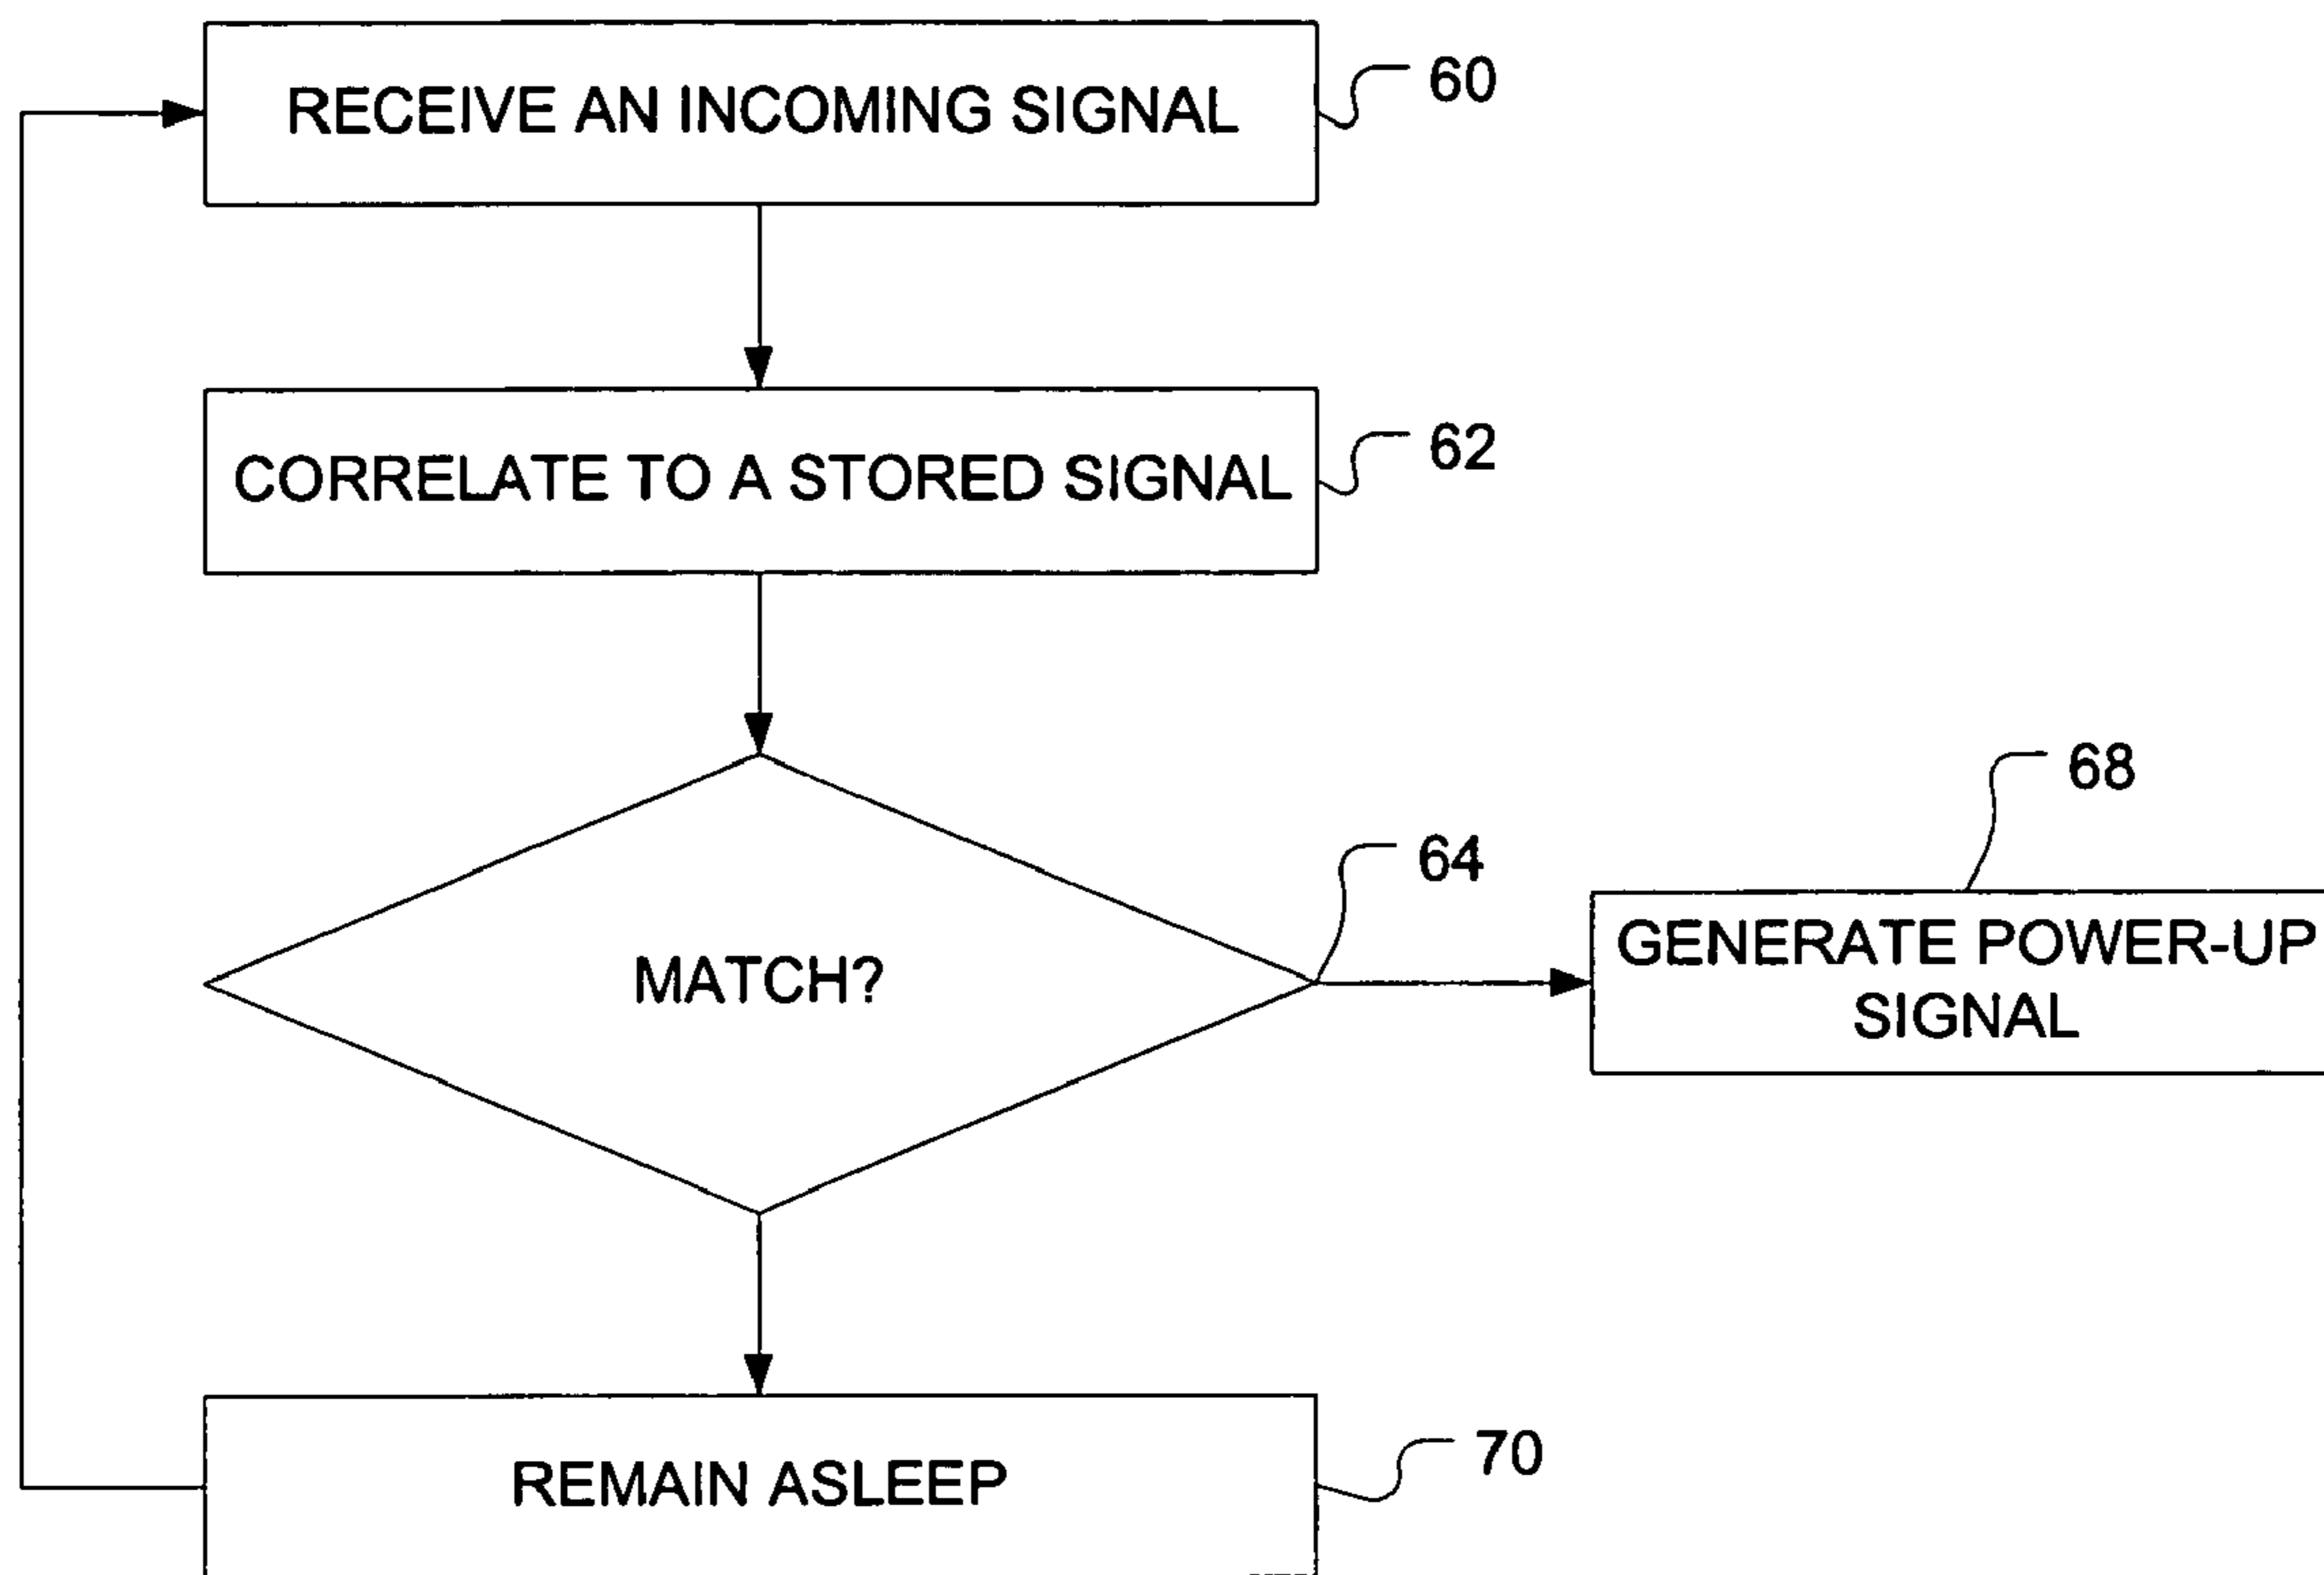 RECEIVE AN INCOMING SIGNAL
60
CORRELATE TO A STORED SIGNAL
62
MATCH?
64
68
GENERATE POWER-UP
SIGNAL
REMAIN ASLEEP
70